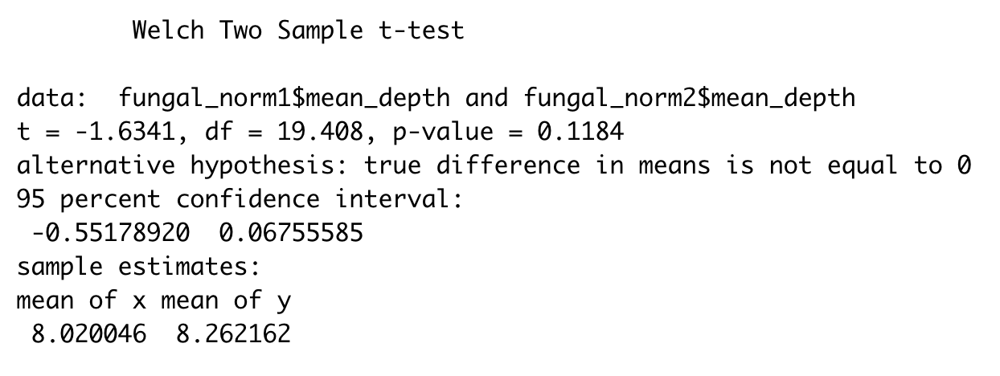 Welch Two Sample t-test
data:  fungal_norm1$mean_depth and fungal_norm2$mean_depth
t = -1.6341, df = 19.408, p-value = 0.1184
alternative hypothesis: true difference in means is not equal to 0
95 percent confidence interval:
-0.55178920  0.06755585
sample estimates:
mean of x mean of y
8.020046  8.262162